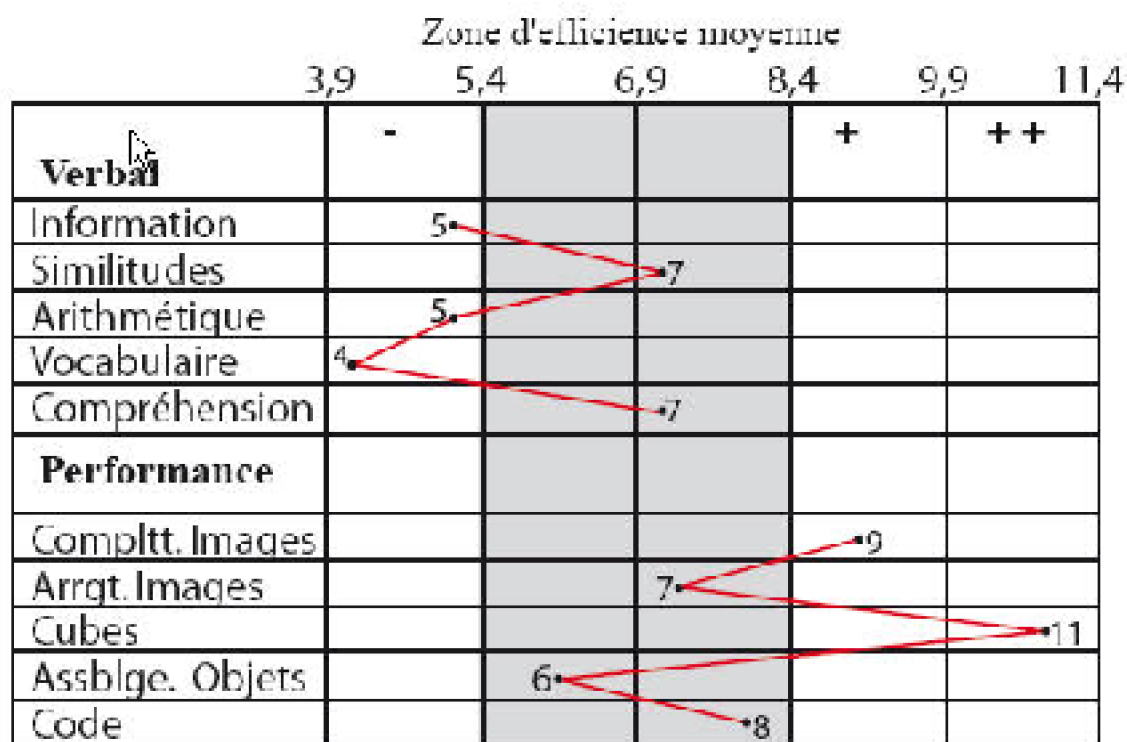 Zone d'efficience moyenne
3,9 5,4 6,9 8,4 9,9 11,4
- + ++
Verbal
Information 5
Similitudes 7
Arithmétique 5
Vocabulaire 4
Compréhension 7
Performance
Compltt. Images 9
Arrgt. Images 7
Cubes 11
Assblge. Objets 6
Code 8